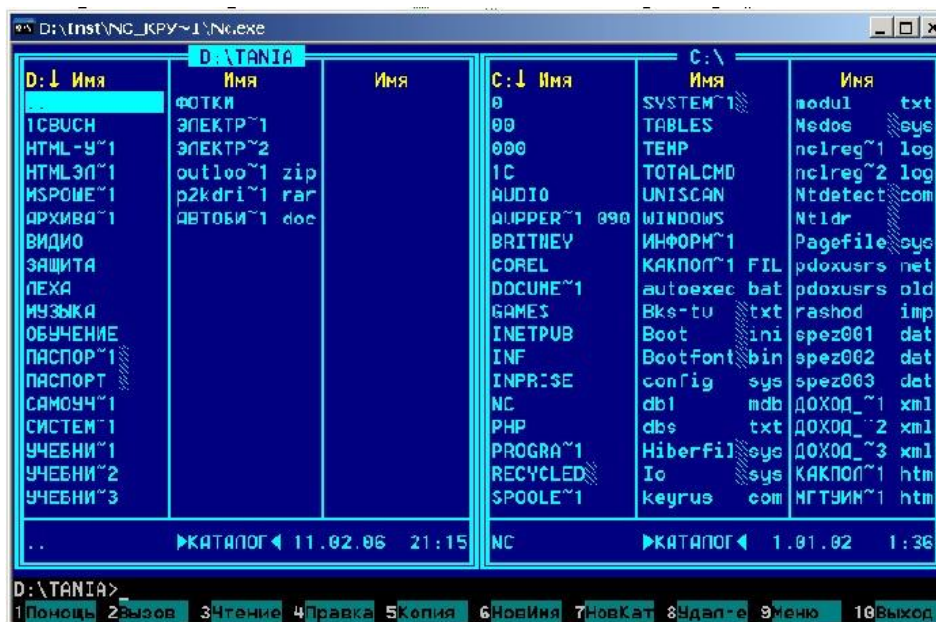 D:\Inst\NC_КРУ~1\Nc.exe
D:\TANIA C:\
D:↓ Имя Имя Имя C:↓ Имя Имя Имя
.. ФОТКИ 0 SYSTEM~1░ modul txt
1CBUCH ЭЛЕКТР~1 00 TABLES Msdos ░sys
HTML-У~1 ЭЛЕКТР~2 000 TEMP nclreg~1 log
HTMLЭЛ~1 outloo~1 zip 1C TOTALCMD nclreg~2 log
MSPOWE~1 p2kdri~1 rar AUDIO UNISCAN Ntdetect░com
АРХИВА~1 АВТОБИ~1 doc AUPPER~1 090 WINDOWS Ntldr ░
ВИДИО BRITNEY ИНФОРМ~1 Pagefile░sys
ЗАЩИТА COREL КАКПОЛ~1 FIL pdoxusrs net
ЛЕХА DOCUME~1 autoexec bat pdoxusrs old
МУЗЫКА GAMES Bks-tu ░txt rashod imp
ОБУЧЕНИЕ INETPUB Boot ░ini spez001 dat
ПАСПОР~1░ INF Bootfont░bin spez002 dat
ПАСПОРТ ░ INPRISE config sys spez003 dat
САМОУЧ~1 NC db1 mdb ДОХОД_~1 xml
СИСТЕМ~1 PHP dbs txt ДОХОД_~2 xml
УЧЕБНИ~1 PROGRA~1 Hiberfil░sys ДОХОД_~3 xml
УЧЕБНИ~2 RECYCLED░ Io ░sys КАКПОЛ~1 htm
УЧЕБНИ~3 SPOOLE~1 keyrus com МГТУИМ~1 htm
.. ►КАТАЛОГ◄ 11.02.06 21:15 NC ►КАТАЛОГ◄ 1.01.02 1:36
D:\TANIA>_
1Помощь 2Вызов 3Чтение 4Правка 5Копия 6НовИмя 7НовКат 8Удал-е 9Меню 10Выход